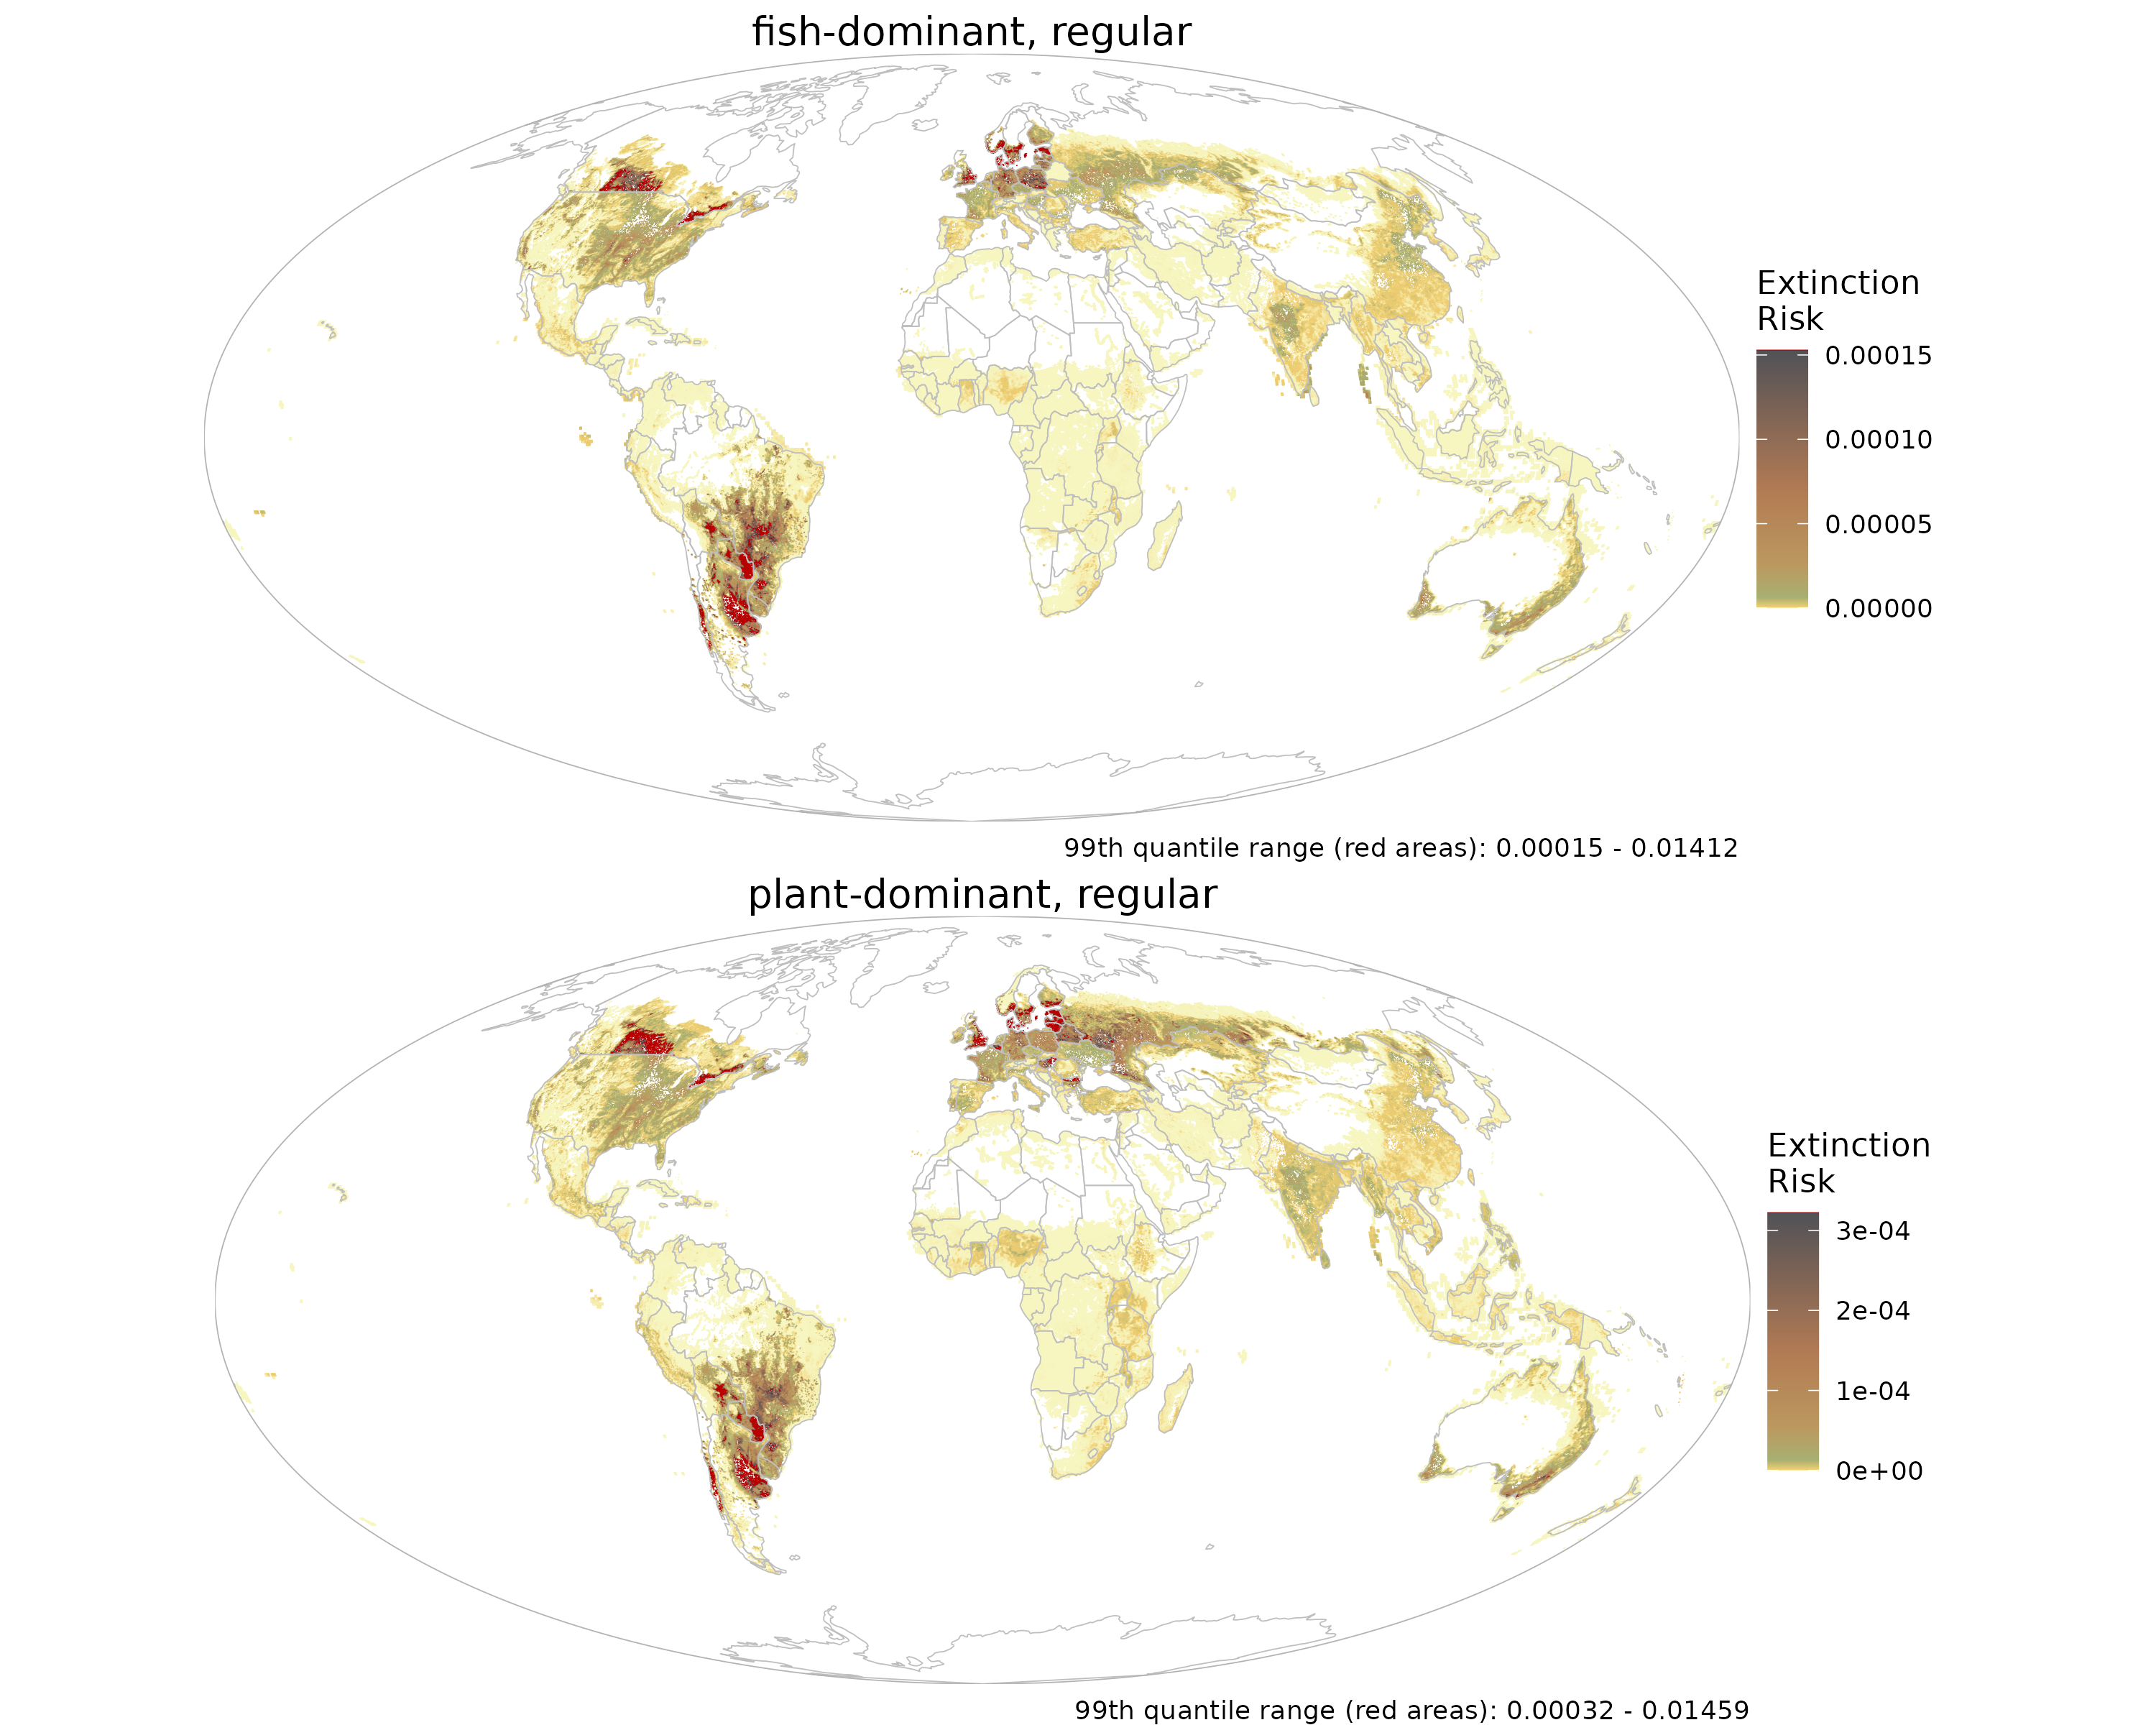 fish-dominant, regular
Extinction
Risk
0.00015
0.00010
0.00005
0.00000
99th quantile range (red areas): 0.00015 - 0.01412
plant-dominant, regular
Extinction
Risk
3e-04
2e-04
1e-04
0e+00
99th quantile range (red areas): 0.00032 - 0.01459